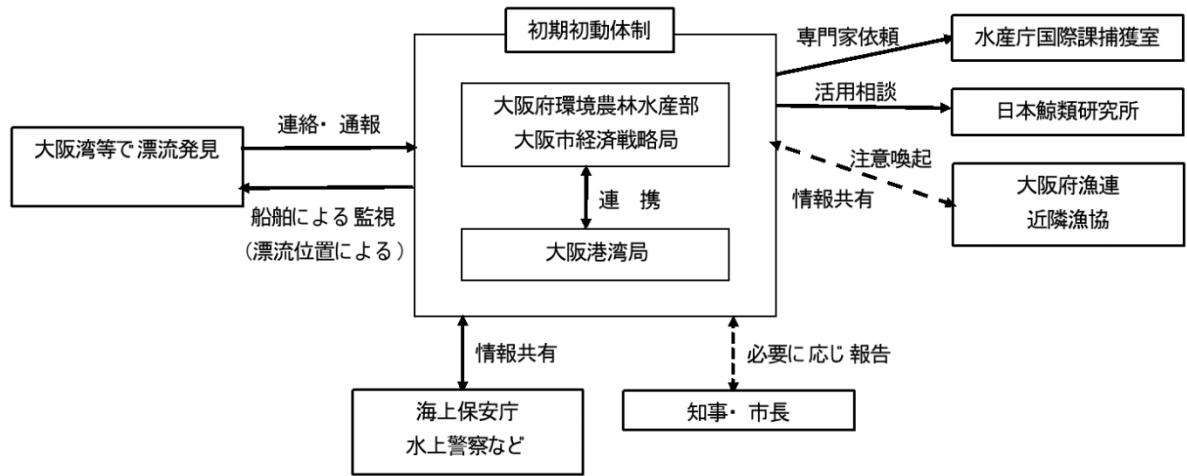 初期初動体制
専門家依頼
水産庁国際課捕獲室
大阪府環境農林水産部
大阪市経済戦略局
活用相談
日本鯨類研究所
連絡・通報
大阪湾等で漂流発見
注意喚起
連 携
情報共有
大阪府漁連
近隣漁協
船舶による監視
（漂流位置による）
大阪港湾局
情報共有
必要に応じ報告
海上保安庁
水上警察など
知事・市長